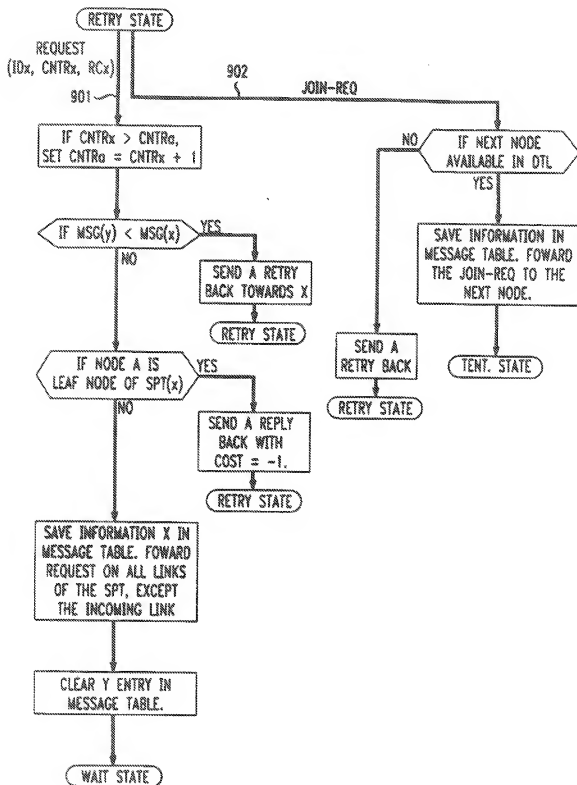 RETRY STATE
REQUEST
(IDx, CNTRx, RCx)
901
902
JOIN-REQ
IF CNTRx > CNTRa,
SET CNTRa = CNTRx + 1
NO
IF NEXT NODE
AVAILABLE IN DTL
YES
IF MSG(y) < MSG(x)
YES
NO
SEND A RETRY
BACK TOWARDS X
RETRY STATE
SAVE INFORMATION IN
MESSAGE TABLE. FOWARD
THE JOIN-REQ TO THE
NEXT NODE.
SEND A
RETRY BACK
RETRY STATE
TENT. STATE
IF NODE A IS
LEAF NODE OF SPT(x)
YES
NO
SEND A REPLY
BACK WITH
COST = -1.
RETRY STATE
SAVE INFORMATION X IN
MESSAGE TABLE. FOWARD
REQUEST ON ALL LINKS
OF THE SPT, EXCEPT
THE INCOMING LINK
CLEAR Y ENTRY IN
MESSAGE TABLE.
WAIT STATE